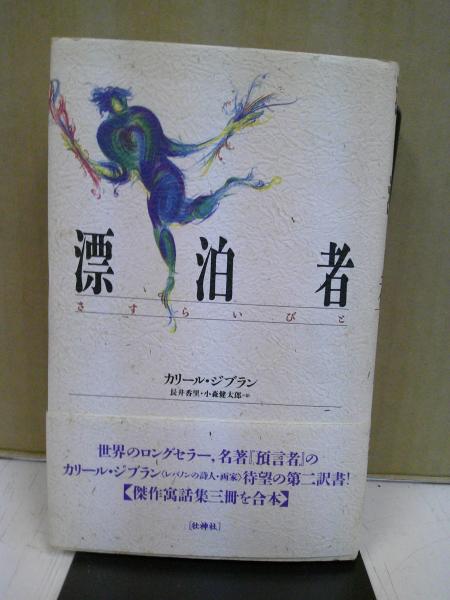 漂泊者
さすらいびと
カリール・ジブラン
長井香里・小森健太郎=訳
世界のロングセラー、名著『預言者』の
カリール・ジブラン〈レバノンの詩人・画家〉待望の第二訳書!
【傑作寓話集三冊を合本】
[壮神社]